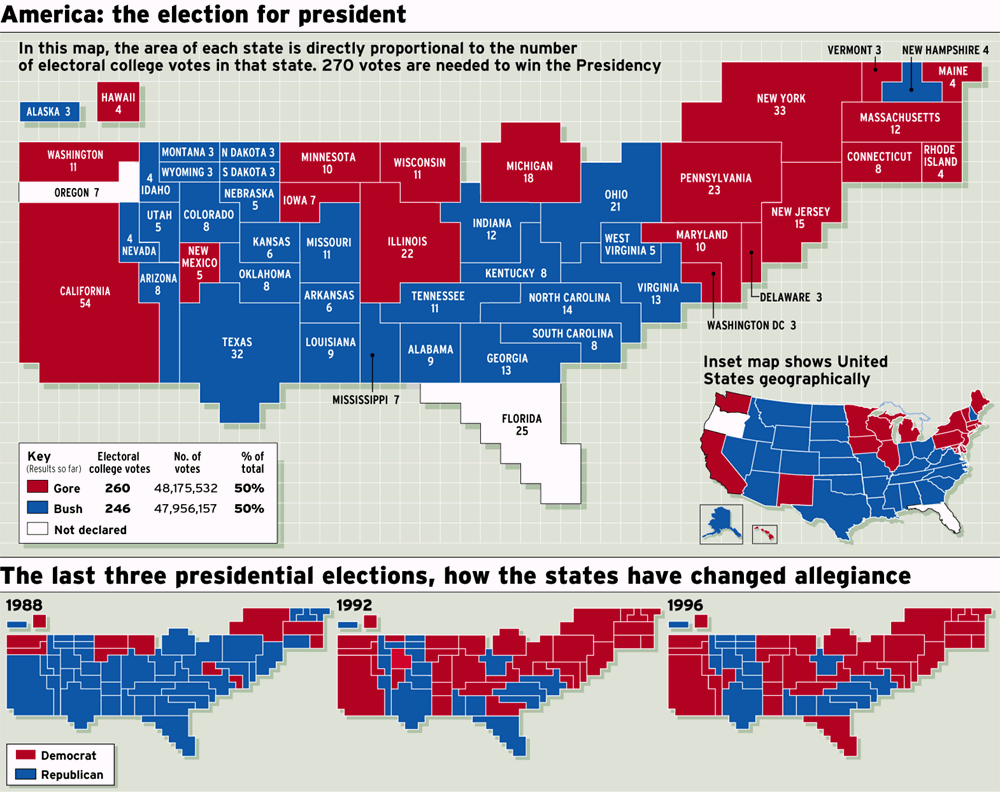 America: the election for president
In this map, the area of each state is directly proportional to the number
of electoral college votes in that state. 270 votes are needed to win the Presidency
VERMONT 3
NEW HAMPSHIRE 4
MAINE
4
ALASKA 3
HAWAII
4
NEW YORK
33
MASSACHUSETTS
12
WASHINGTON
11
MONTANA 3
N DAKOTA 3
MINNESOTA
10
WISCONSIN
11
MICHIGAN
18
CONNECTICUT
8
RHODE
ISLAND
4
OREGON 7
4
IDAHO
WYOMING 3
S DAKOTA 3
NEBRASKA
5
IOWA 7
OHIO
21
PENNSYLVANIA
23
UTAH
5
COLORADO
8
INDIANA
12
NEW JERSEY
15
4
NEVADA
NEW
MEXICO
5
KANSAS
6
MISSOURI
11
ILLINOIS
22
WEST
VIRGINIA 5
MARYLAND
10
CALIFORNIA
54
ARIZONA
8
OKLAHOMA
8
KENTUCKY 8
ARKANSAS
6
TENNESSEE
11
NORTH CAROLINA
14
VIRGINIA
13
DELAWARE 3
WASHINGTON DC 3
TEXAS
32
LOUISIANA
9
ALABAMA
9
SOUTH CAROLINA
8
GEORGIA
13
MISSISSIPPI 7
FLORIDA
25
Inset map shows United
States geographically
Key
(Results so far)
Electoral
college votes
No. of
votes
% of
total
Gore 260 48,175,532 50%
Bush 246 47,956,157 50%
Not declared
The last three presidential elections, how the states have changed allegiance
1988
1992
1996
Democrat
Republican